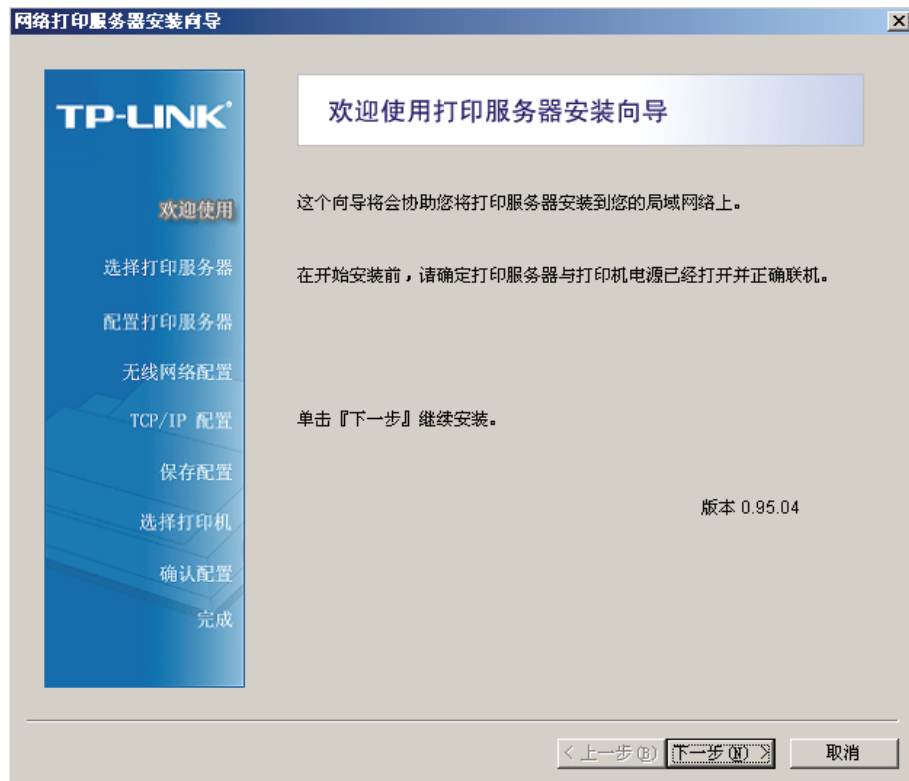 网络打印服务器安装向导
TP-LINK
欢迎使用
选择打印服务器
配置打印服务器
无线网络配置
TCP/IP 配置
保存配置
选择打印机
确认配置
完成
欢迎使用打印服务器安装向导
这个向导将会协助您将打印服务器安装到您的局域网络上。
在开始安装前，请确定打印服务器与打印机电源已经打开并正确联机。
单击『下一步』继续安装。
版本 0.95.04
< 上一步(B) 下一步(N) > 取消